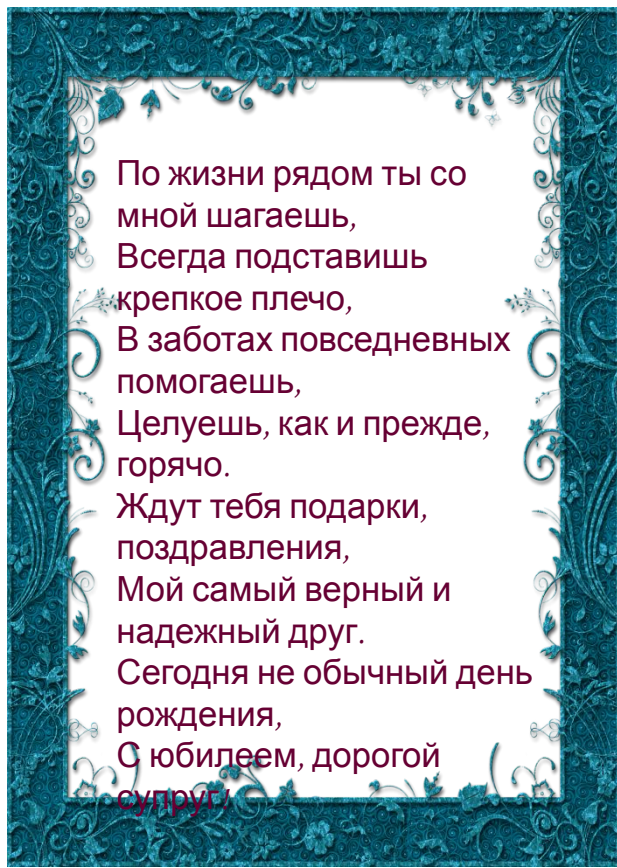 По жизни рядом ты со
мной шагаешь,
Всегда подставишь
крепкое плечо,
В заботах повседневных
помогаешь,
Целуешь, как и прежде,
горячо.
Ждут тебя подарки,
поздравления,
Мой самый верный и
надежный друг.
Сегодня не обычный день
рождения,
С юбилеем, дорогой
супруг!